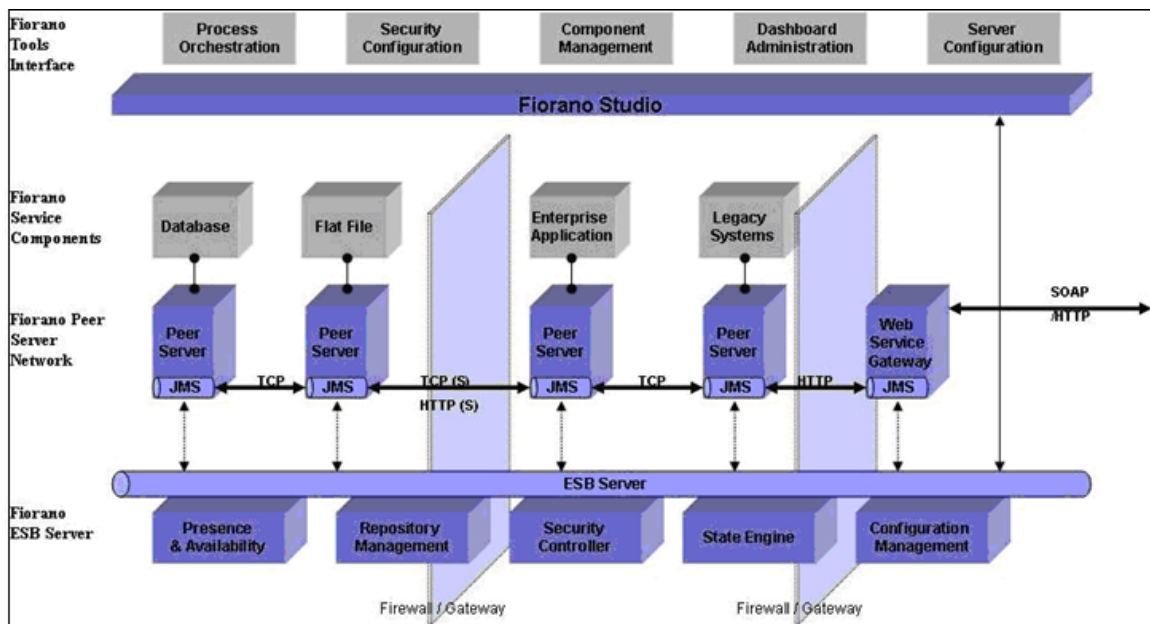 Fiorano
Tools
Interface
Process
Orchestration
Security
Configuration
Component
Management
Dashboard
Administration
Server
Configuration
Fiorano Studio
Fiorano
Service
Components
Database
Flat File
Enterprise
Application
Legacy
Systems
Fiorano Peer
Server
Network
Peer
Server
JMS
TCP
Peer
Server
JMS
TCP (S)
HTTP (S)
Peer
Server
JMS
TCP
Peer
Server
JMS
HTTP
Web
Service
Gateway
JMS
SOAP
/HTTP
ESB Server
Fiorano
ESB Server
Presence
& Availability
Repository
Management
Security
Controller
State Engine
Configuration
Management
Firewall / Gateway
Firewall / Gateway